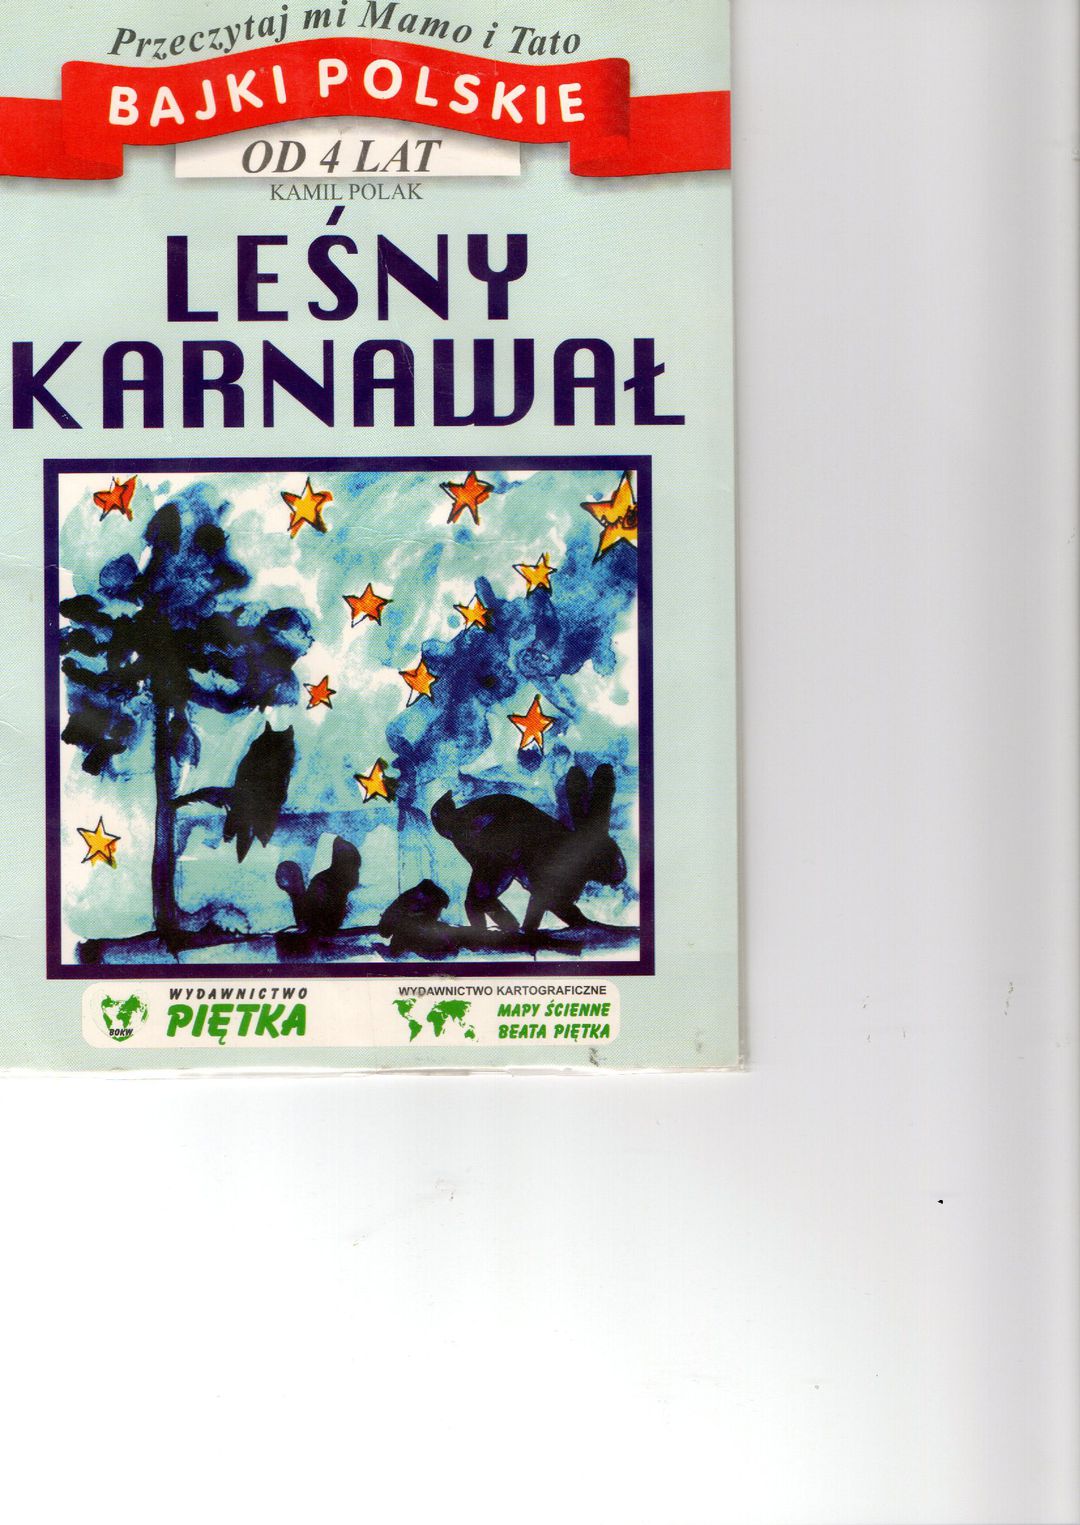 Przeczytaj mi Mamo i Tato
BAJKI POLSKIE
OD 4 LAT
KAMIL POLAK
LEŚNY
KARNAWAŁ
WYDAWNICTWO
PIĘTKA
BOKW
WYDAWNICTWO KARTOGRAFICZNE
MAPY ŚCIENNE
BEATA PIĘTKA